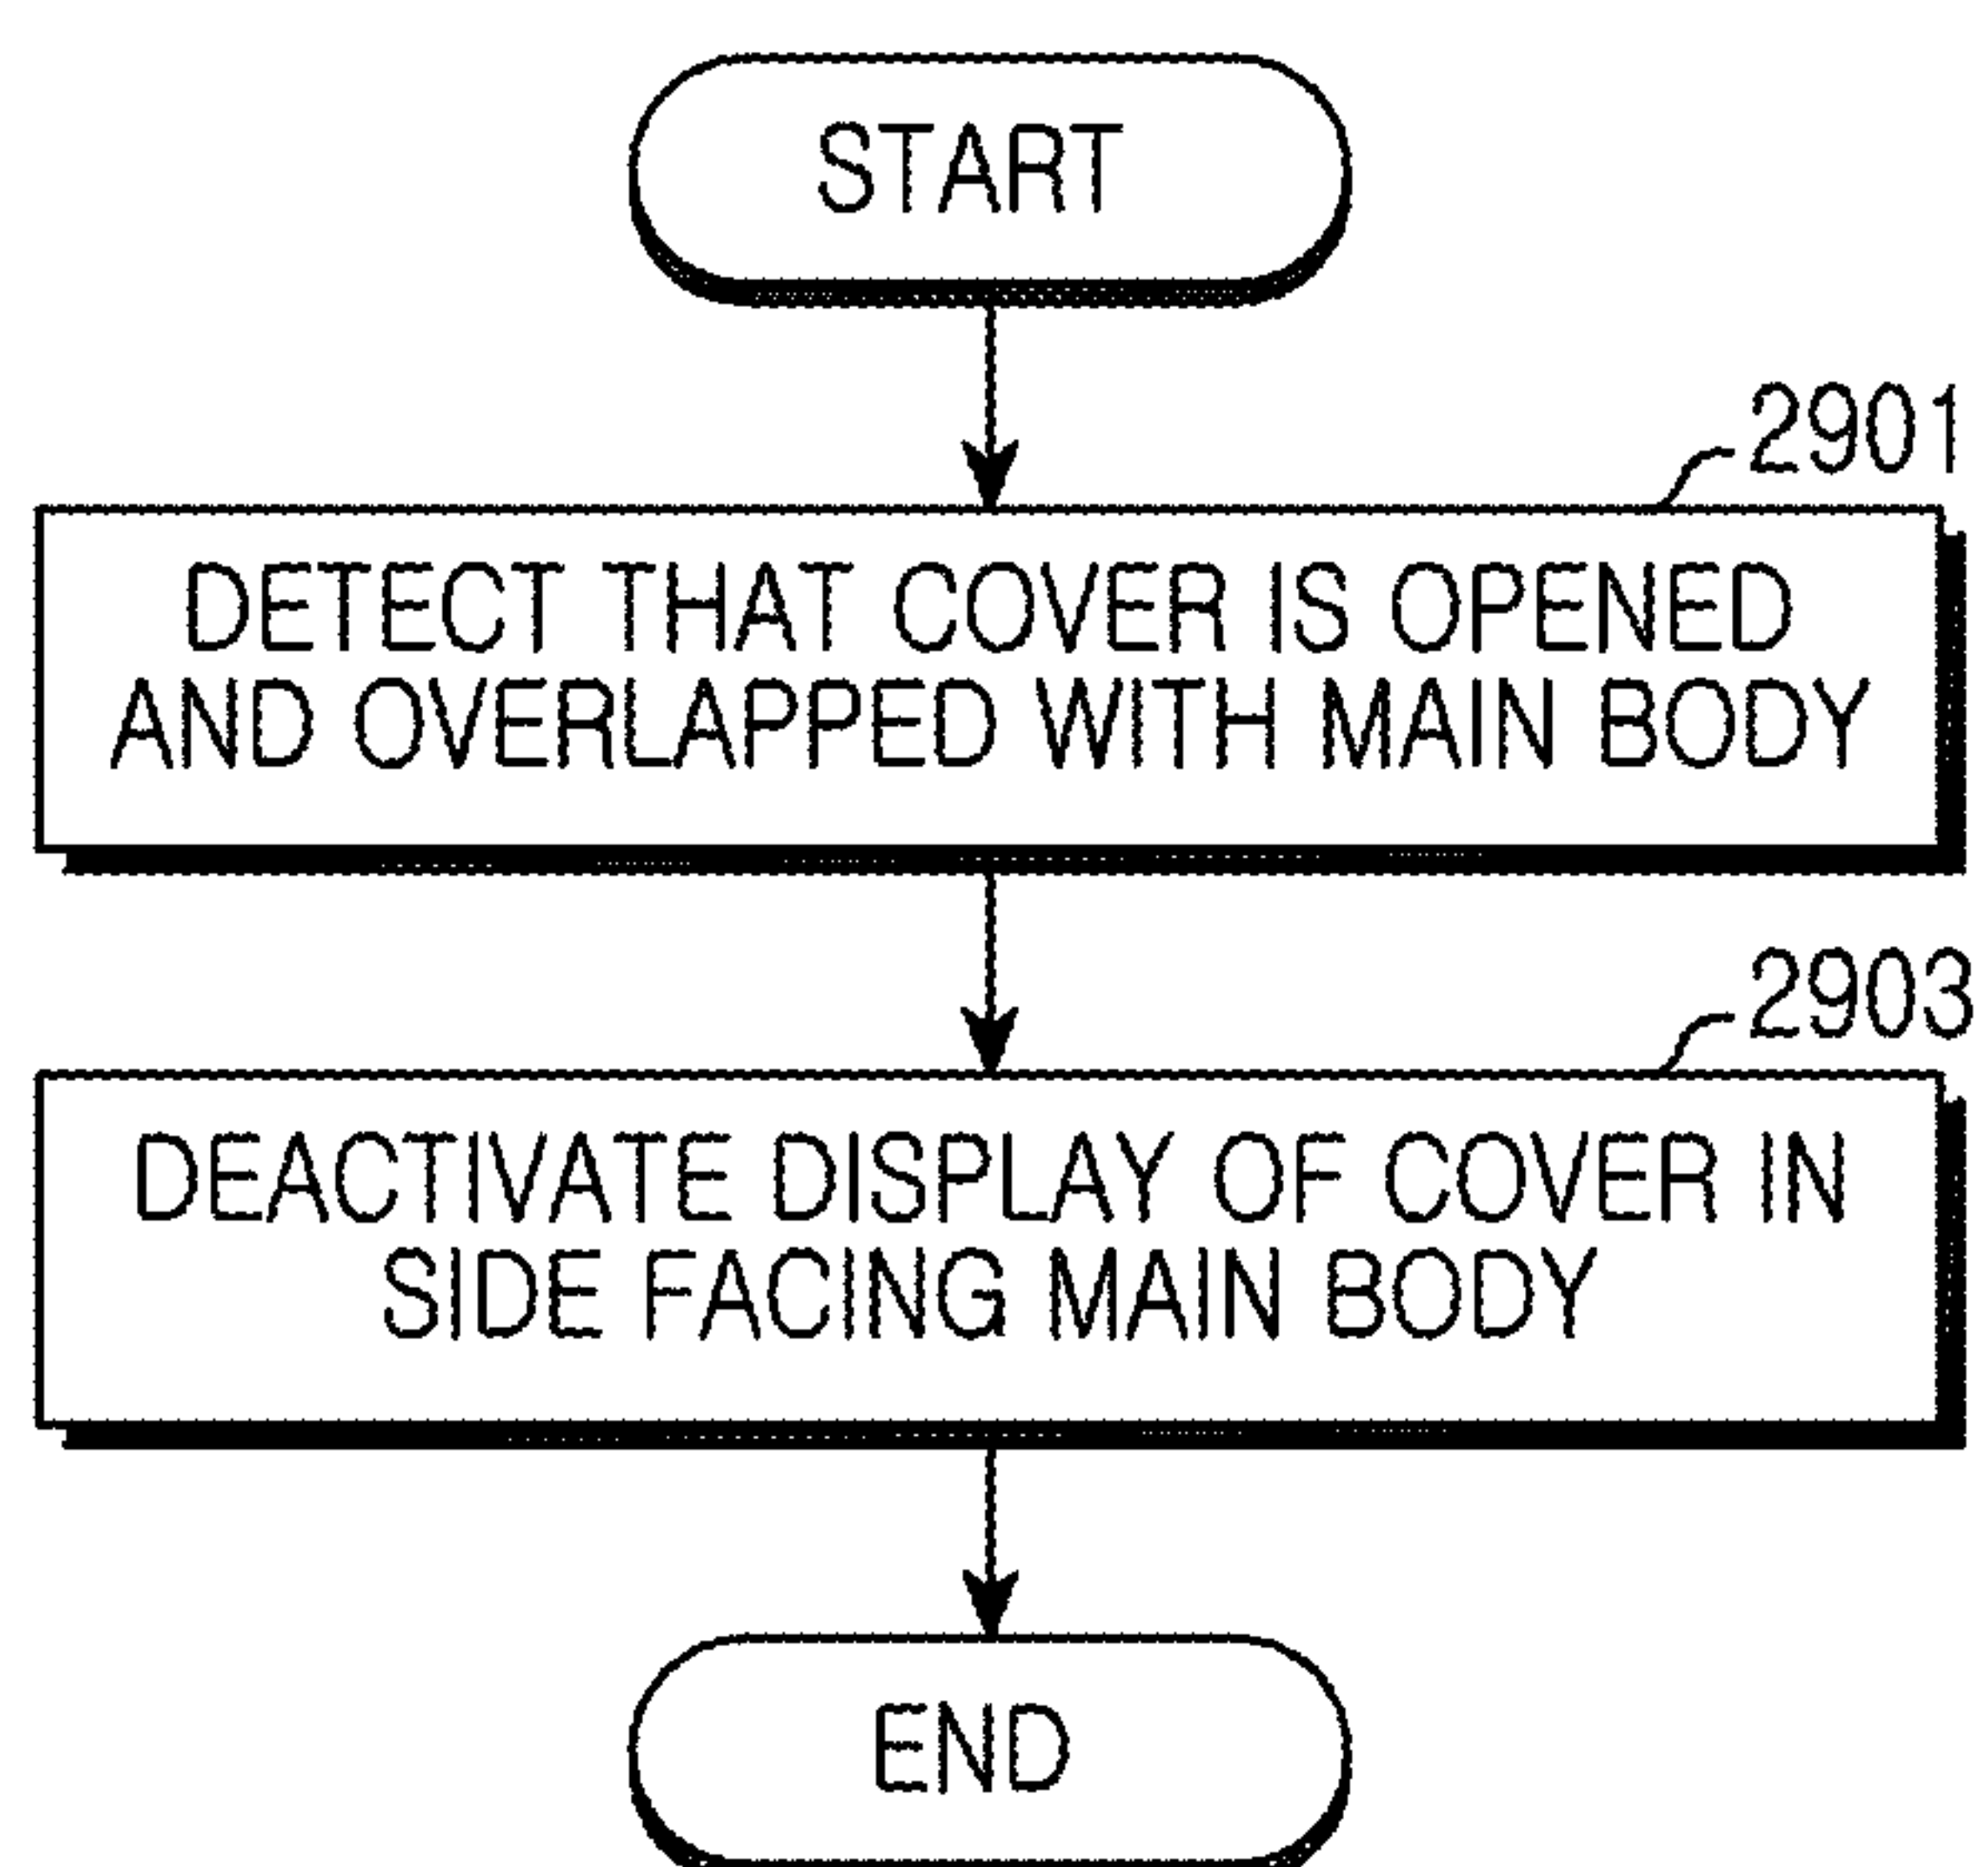 START
2901
DETECT THAT COVER IS OPENED
AND OVERLAPPED WITH MAIN BODY
2903
DEACTIVATE DISPLAY OF COVER IN
SIDE FACING MAIN BODY
END